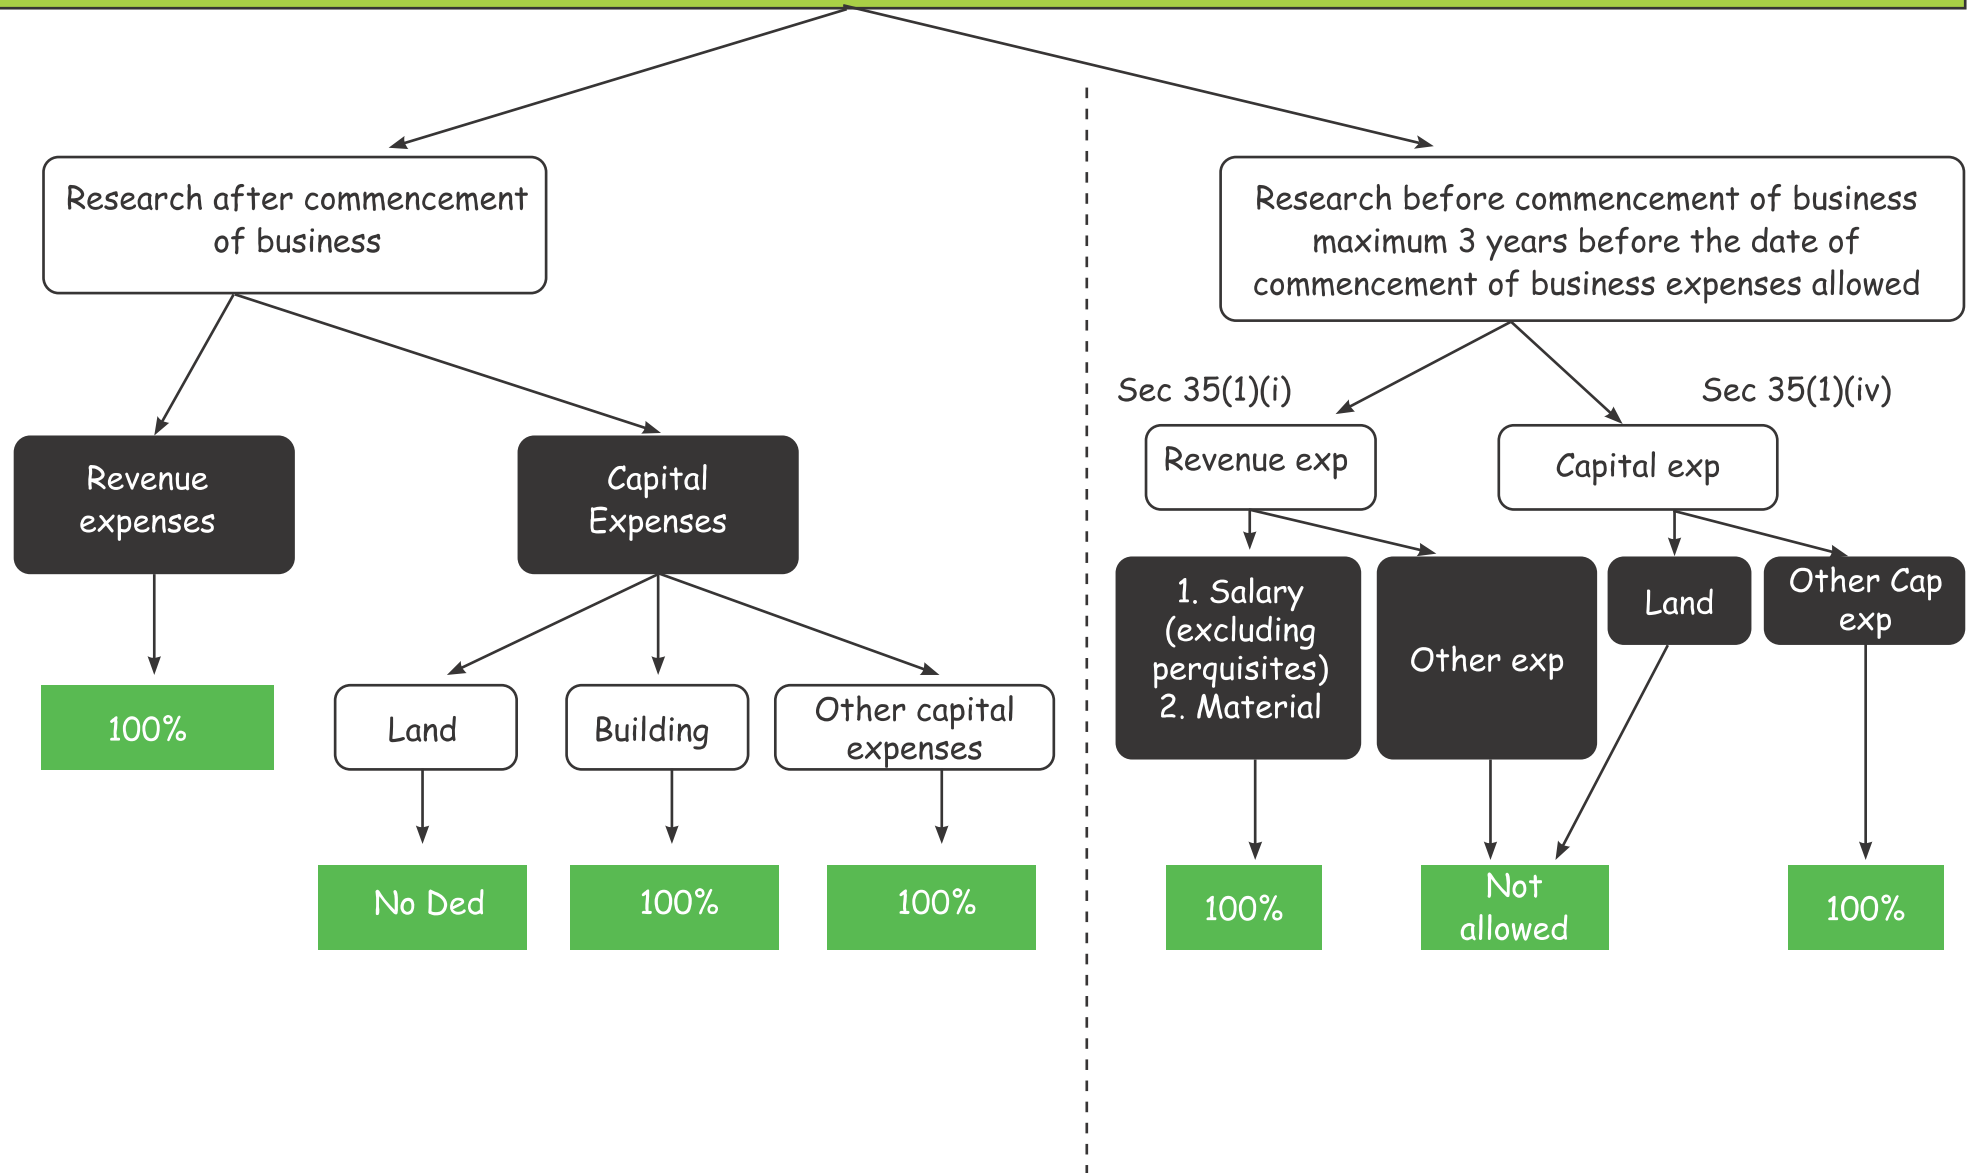 Research after commencement
of business
Research before commencement of business
maximum 3 years before the date of
commencement of business expenses allowed
Sec 35(1)(i)
Sec 35(1)(iv)
Revenue
expenses
Capital
Expenses
Revenue exp
Capital exp
1. Salary
(excluding
perquisites)
2. Material
Other exp
Land
Other Cap
exp
100%
Land
Building
Other capital
expenses
No Ded
100%
100%
100%
Not
allowed
100%